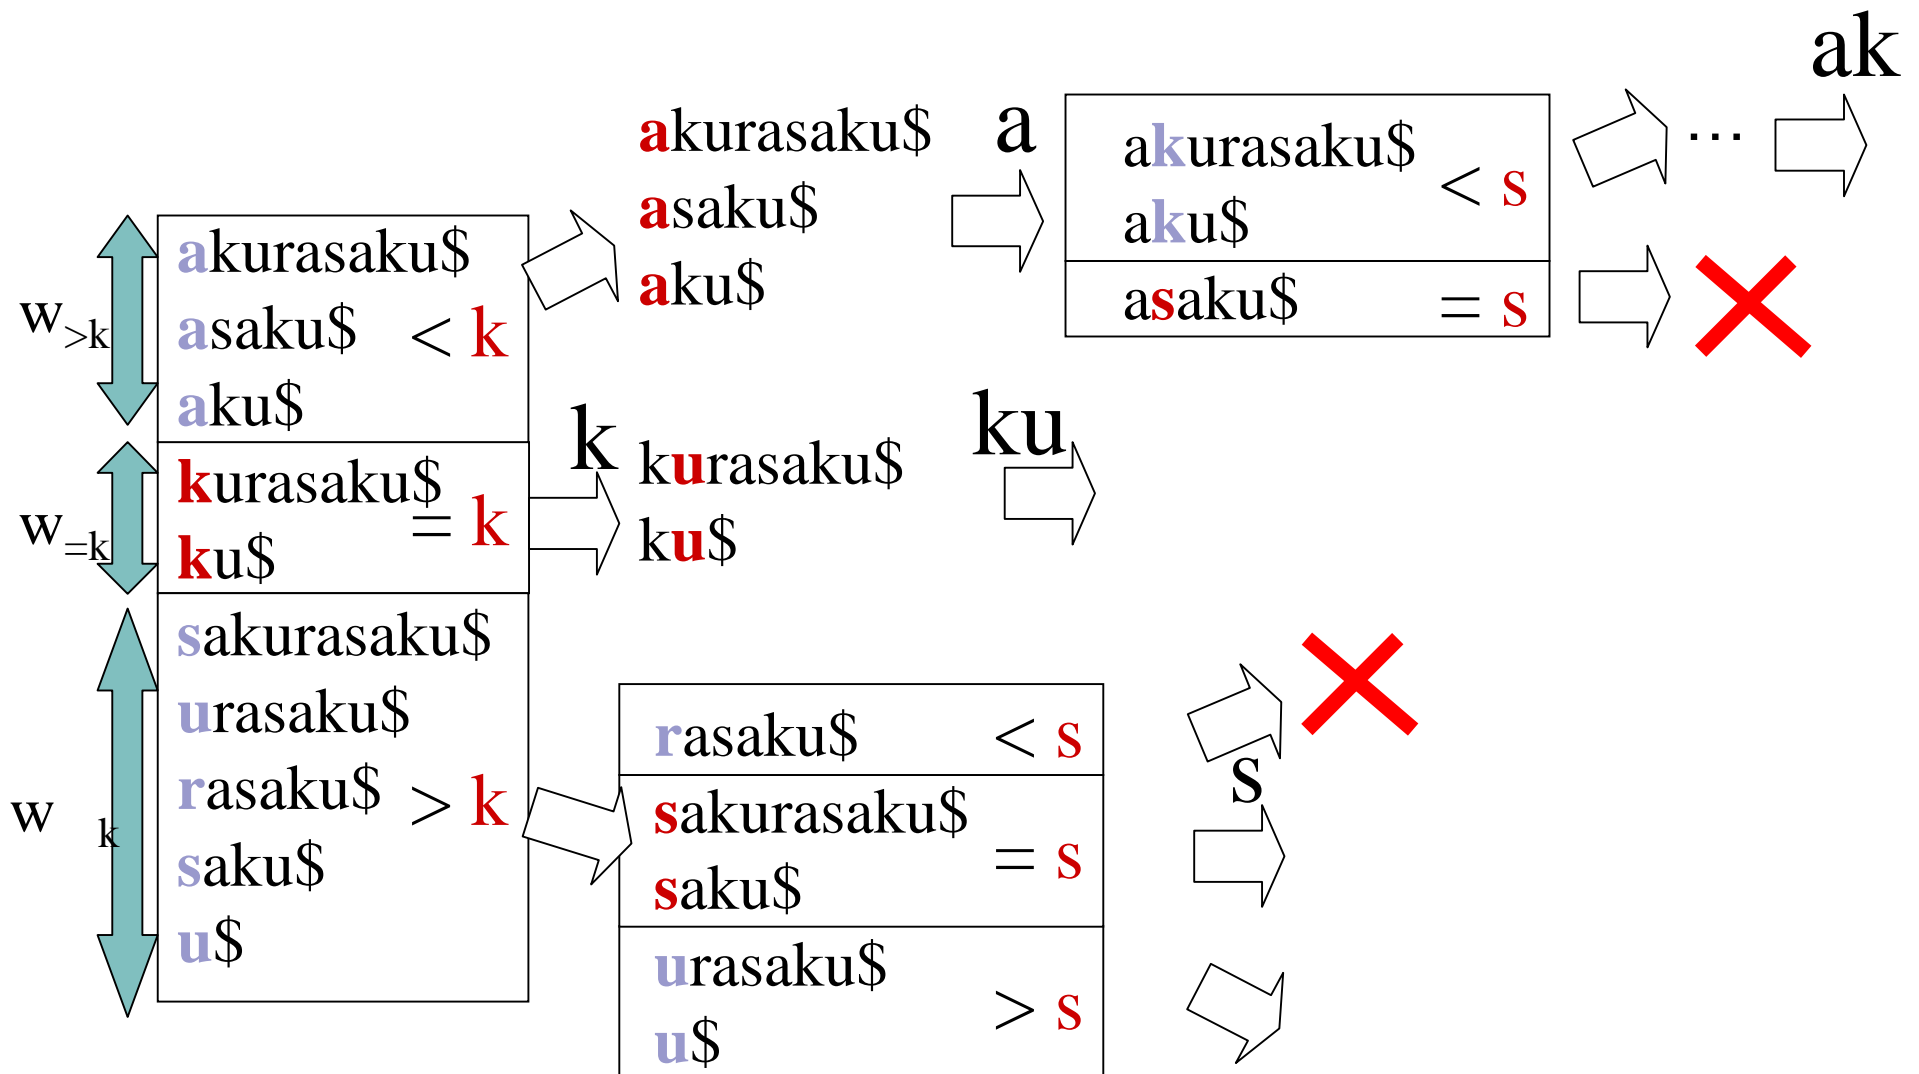 ak
akurasaku$
asaku$
aku$
a
akurasaku$
aku$
< s
...
asaku$ = s
w>k
akurasaku$
asaku$
aku$
< k
w=k
kurasaku$
ku$
= k
k
kurasaku$
ku$
ku
w k
sakurasaku$
urasaku$
rasaku$
saku$
u$
> k
rasaku$ < s
sakurasaku$
saku$
= s
s
urasaku$
u$
> s